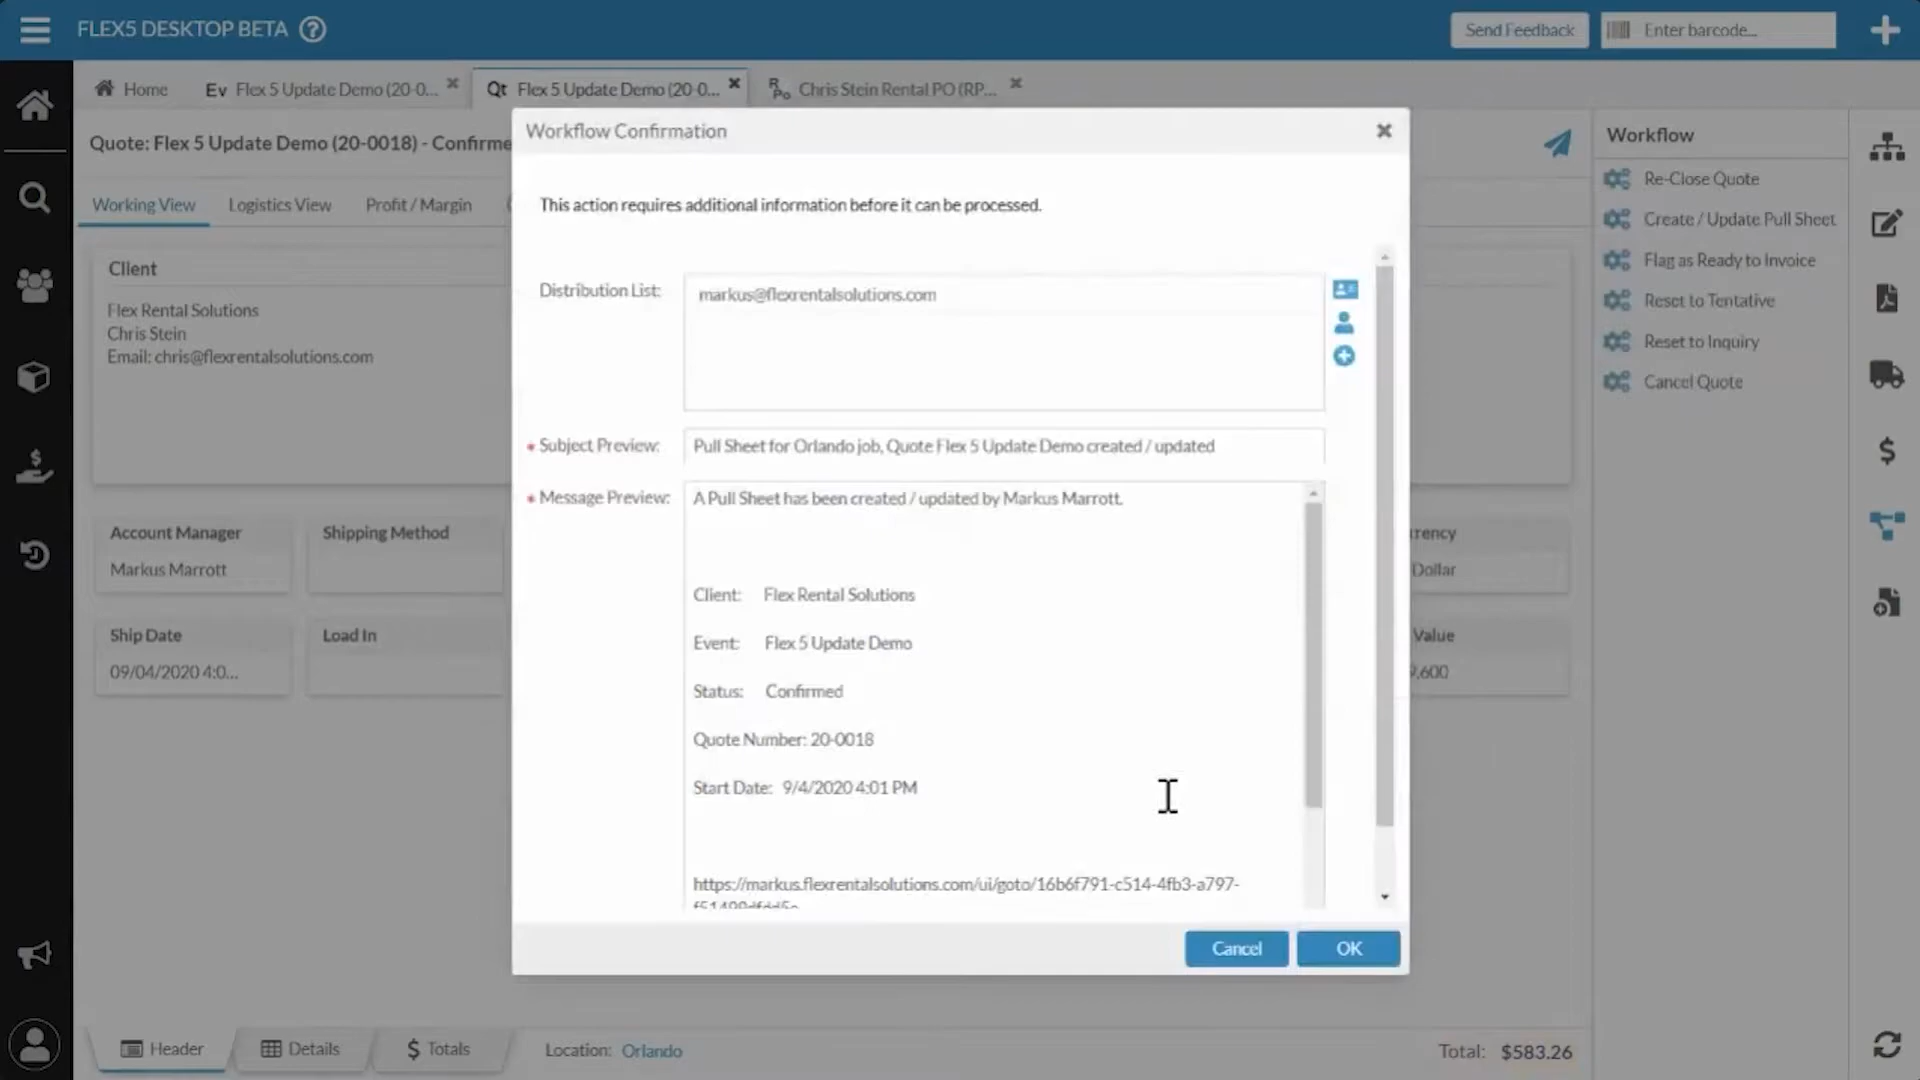 FLEX5 DESKTOP BETA
Send Feedback
Enter barcode...
Home
Ev Flex 5 Update Demo (20-0...
Qt Flex 5 Update Demo (20-0...
RPo Chris Stein Rental PO (RP...
Quote: Flex 5 Update Demo (20-0018) - Confirme
Working View
Logistics View
Profit / Margin
Client
Flex Rental Solutions
Chris Stein
Email: chris@flexrentalsolutions.com
Account Manager
Markus Marrott
Shipping Method
Ship Date
09/04/2020 4:0...
Load In
Workflow Confirmation
This action requires additional information before it can be processed.
Distribution List:
markus@flexrentalsolutions.com
* Subject Preview:
Pull Sheet for Orlando job, Quote Flex 5 Update Demo created / updated
* Message Preview:
A Pull Sheet has been created / updated by Markus Marrott.
Client: Flex Rental Solutions
Event: Flex 5 Update Demo
Status: Confirmed
Quote Number: 20-0018
Start Date: 9/4/2020 4:01 PM
https://markus.flexrentalsolutions.com/ui/goto/16b6f791-c514-4fb3-a797-
Cancel
OK
rency
Dollar
Value
9,600
Workflow
Re-Close Quote
Create / Update Pull Sheet
Flag as Ready to Invoice
Reset to Tentative
Reset to Inquiry
Cancel Quote
Header
Details
$ Totals
Location: Orlando
Total: $583.26